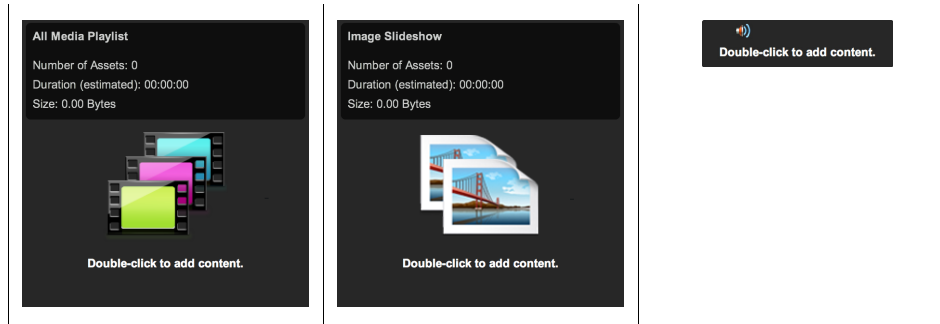 All Media Playlist
Number of Assets: 0
Duration (estimated): 00:00:00
Size: 0.00 Bytes
Double-click to add content.
Image Slideshow
Number of Assets: 0
Duration (estimated): 00:00:00
Size: 0.00 Bytes
Double-click to add content.
Double-click to add content.